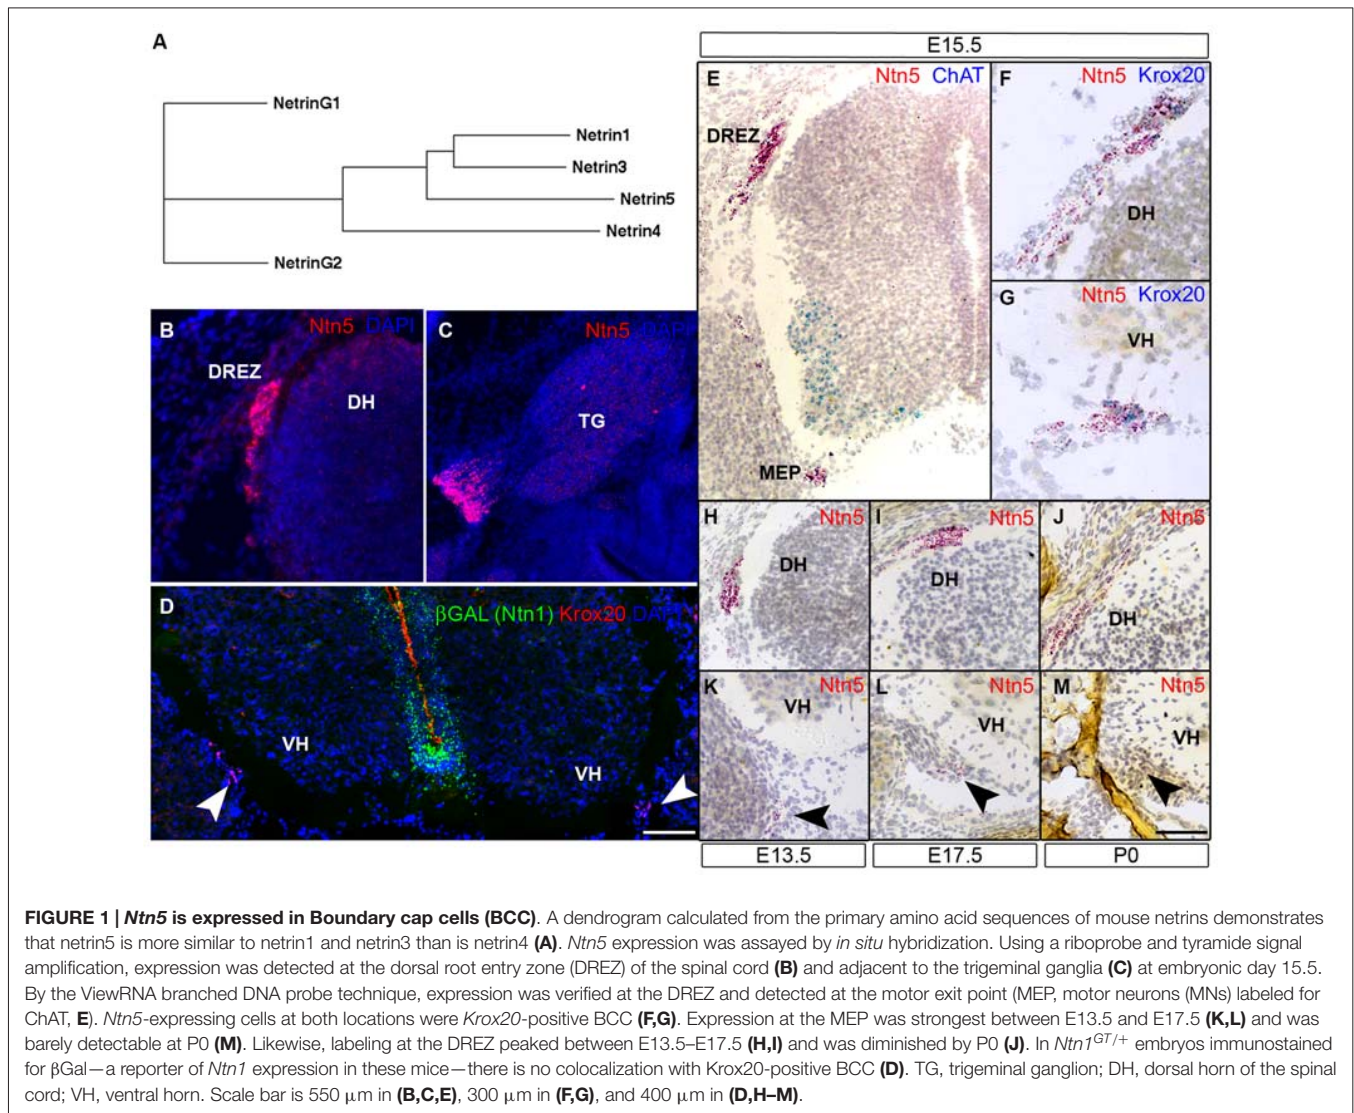 A
NetrinG1
Netrin1
Netrin3
Netrin5
Netrin4
NetrinG2
B
Ntn5 DAPI
DREZ
DH
C
Ntn5 DAPI
TG
D
βGAL (Ntn1) Krox20 DAPI
VH
VH
E15.5
E
Ntn5 ChAT
DREZ
MEP
F
Ntn5 Krox20
DH
G
Ntn5 Krox20
VH
H
Ntn5
DH
I
Ntn5
DH
J
Ntn5
DH
K
Ntn5
VH
L
Ntn5
VH
M
Ntn5
VH
E13.5
E17.5
P0
FIGURE 1 | Ntn5 is expressed in Boundary cap cells (BCC). A dendrogram calculated from the primary amino acid sequences of mouse netrins demonstrates
that netrin5 is more similar to netrin1 and netrin3 than is netrin4 (A). Ntn5 expression was assayed by in situ hybridization. Using a riboprobe and tyramide signal
amplification, expression was detected at the dorsal root entry zone (DREZ) of the spinal cord (B) and adjacent to the trigeminal ganglia (C) at embryonic day 15.5.
By the ViewRNA branched DNA probe technique, expression was verified at the DREZ and detected at the motor exit point (MEP, motor neurons (MNs) labeled for
ChAT, E). Ntn5-expressing cells at both locations were Krox20-positive BCC (F,G). Expression at the MEP was strongest between E13.5 and E17.5 (K,L) and was
barely detectable at P0 (M). Likewise, labeling at the DREZ peaked between E13.5–E17.5 (H,I) and was diminished by P0 (J). In Ntn1GT/+ embryos immunostained
for βGal—a reporter of Ntn1 expression in these mice—there is no colocalization with Krox20-positive BCC (D). TG, trigeminal ganglion; DH, dorsal horn of the spinal
cord; VH, ventral horn. Scale bar is 550 μm in (B,C,E), 300 μm in (F,G), and 400 μm in (D,H–M).